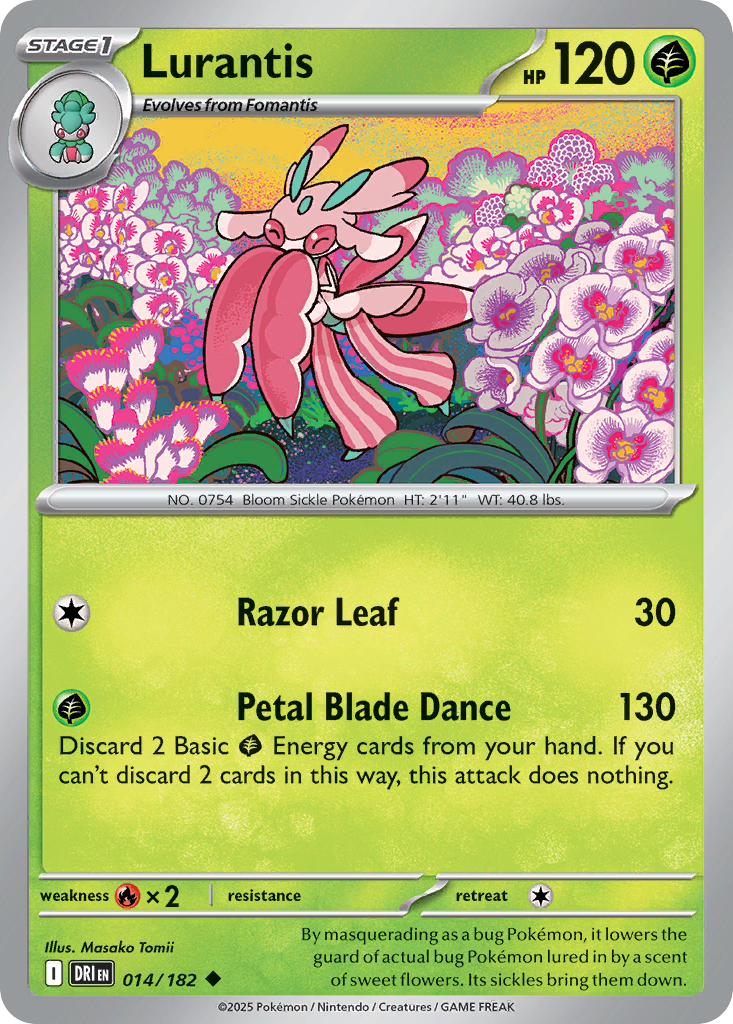 STAGE1
Lurantis
HP 120
Evolves from Fomantis
NO. 0754 Bloom Sickle Pokémon HT: 2'11" WT: 40.8 lbs.
Razor Leaf 30
Petal Blade Dance 130
Discard 2 Basic Energy cards from your hand. If you
can't discard 2 cards in this way, this attack does nothing.
weakness ×2 resistance retreat
Illus. Masako Tomii
I DRI EN 014/182
By masquerading as a bug Pokémon, it lowers the
guard of actual bug Pokémon lured in by a scent
of sweet flowers. Its sickles bring them down.
©2025 Pokémon / Nintendo / Creatures / GAME FREAK